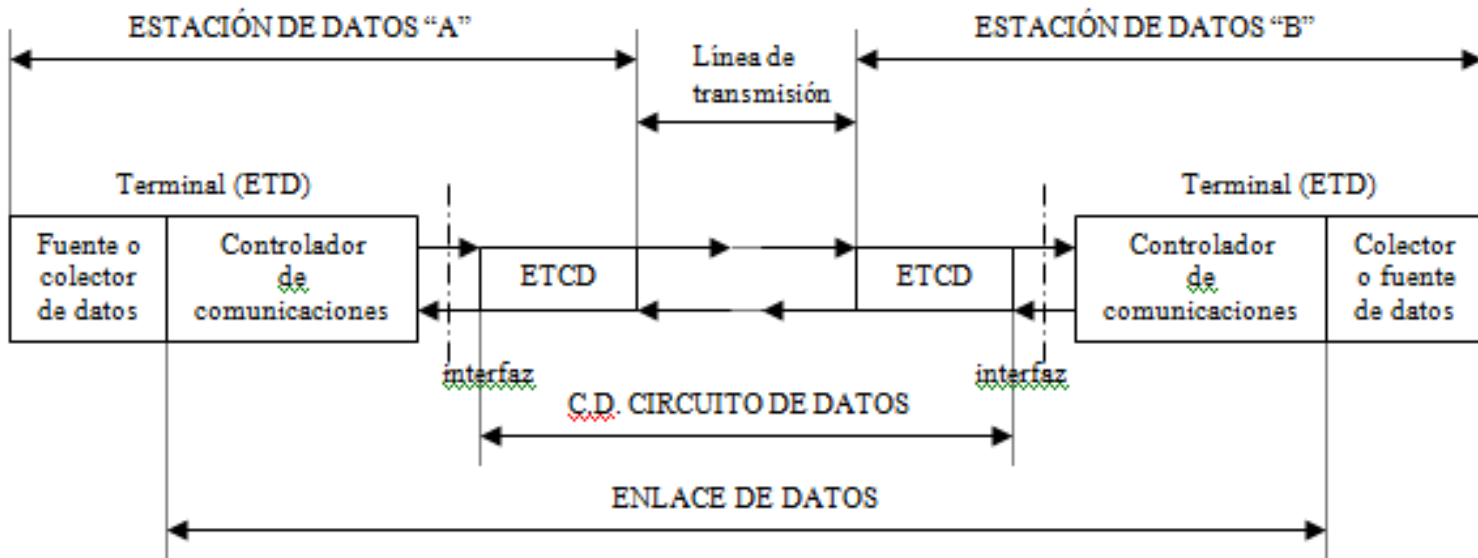 ESTACIÓN DE DATOS “A”
ESTACIÓN DE DATOS “B”
Línea de
transmisión
Terminal (ETD)
Terminal (ETD)
Fuente o
colector
de datos
Controlador
de
comunicaciones
ETCD
ETCD
Controlador
de
comunicaciones
Colector
o fuente
de datos
interfaz
interfaz
C.D. CIRCUITO DE DATOS
ENLACE DE DATOS